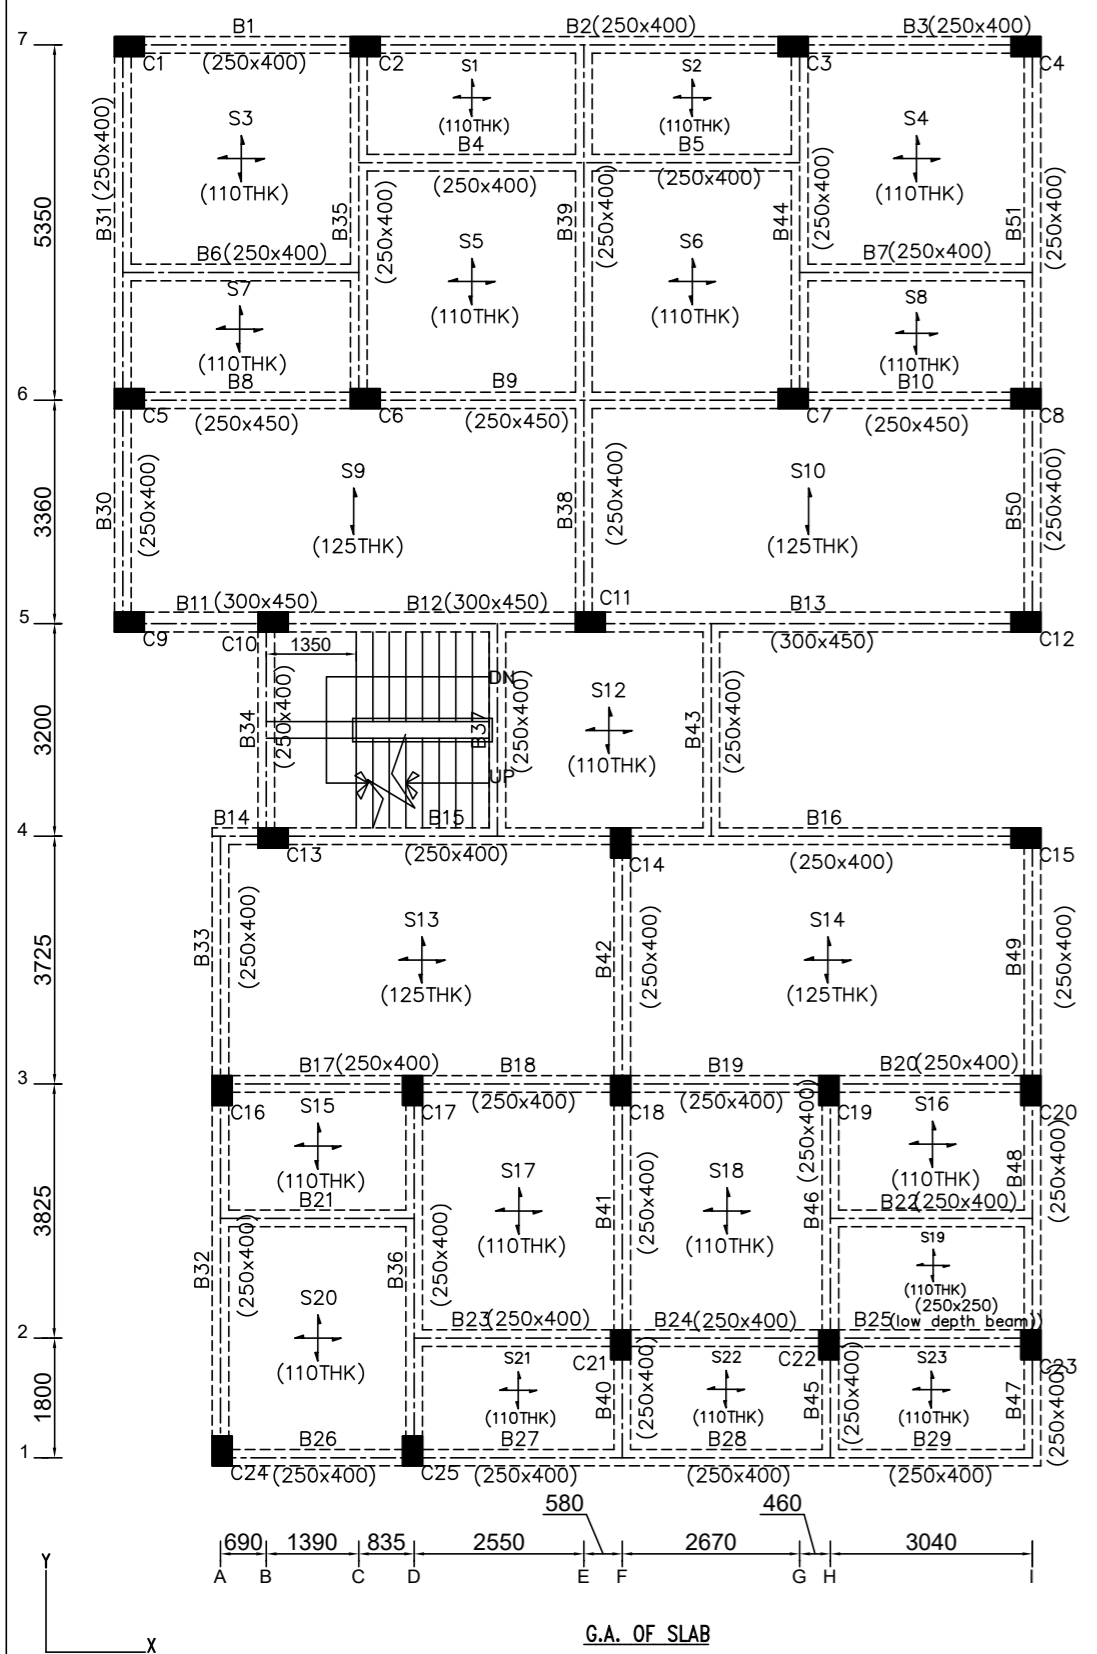 7
B1
B2(250x400)
B3(250x400)
C1
(250x400)
C2
S1
(110THK)
S2
(110THK)
C3
C4
B31(250x400)
S3
(110THK)
B35
(250x400)
B4
(250x400)
B39
(250x400)
B5
(250x400)
B44
(250x400)
S4
(110THK)
B51
(250x400)
5350
B6(250x400)
S5
(110THK)
S6
(110THK)
B7(250x400)
S7
(110THK)
S8
(110THK)
6
B8
B9
B10
C5
(250x450)
C6
(250x450)
C7
(250x450)
C8
3360
B30
(250x400)
S9
(125THK)
B38
(250x400)
S10
(125THK)
B50
(250x400)
5
B11(300x450)
B12(300x450)
C11
B13
C9
C10
1350
(300x450)
C12
3200
B34
(250x400)
DN
B37
(250x400)
UP
S12
(110THK)
B43
(250x400)
4
B14
B15
B16
C13
(250x400)
C14
(250x400)
C15
3725
B33
(250x400)
S13
(125THK)
B42
(250x400)
S14
(125THK)
B49
(250x400)
3
B17(250x400)
B18
B19
B20(250x400)
C16
C17
(250x400)
C18
(250x400)
C19
C20
3825
S15
(110THK)
B21
S17
(110THK)
B41
(250x400)
S18
(110THK)
B46
(250x400)
S16
(110THK)
B48
(250x400)
B22(250x400)
B32
(250x400)
B36
(250x400)
S20
(110THK)
S19
(110THK)
(250x250)
2
B23(250x400)
B24(250x400)
B25(low depth beam)
C21
C22
C23
1800
S21
(110THK)
B40
(250x400)
S22
(110THK)
B45
(250x400)
S23
(110THK)
B47
(250x400)
1
B26
B27
B28
B29
C24
(250x400)
C25
(250x400)
(250x400)
(250x400)
580
460
690
1390
835
2550
2670
3040
A
B
C
D
E
F
G
H
I
Y
X
G.A. OF SLAB